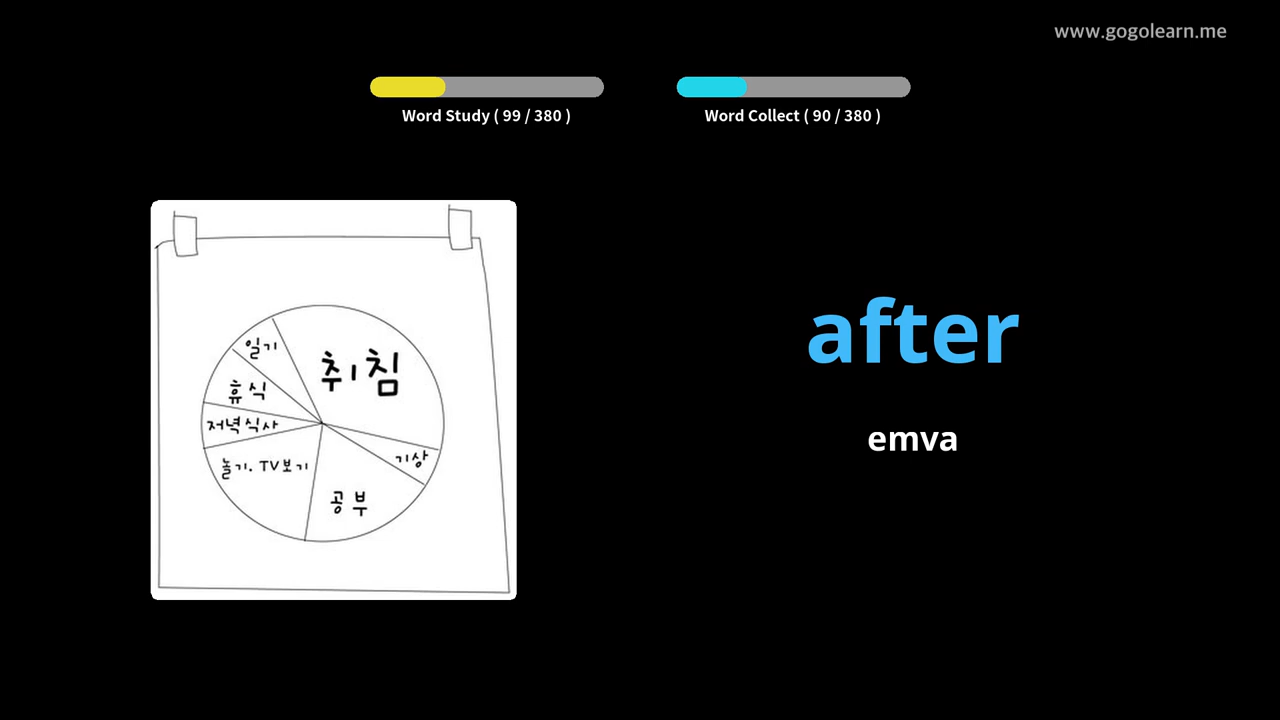 www.gogolearn.me
Word Study ( 99 / 380 )
Word Collect ( 90 / 380 )
일기
취침
휴식
저녁식사
놀기. TV보기
기상
공부
after
emva